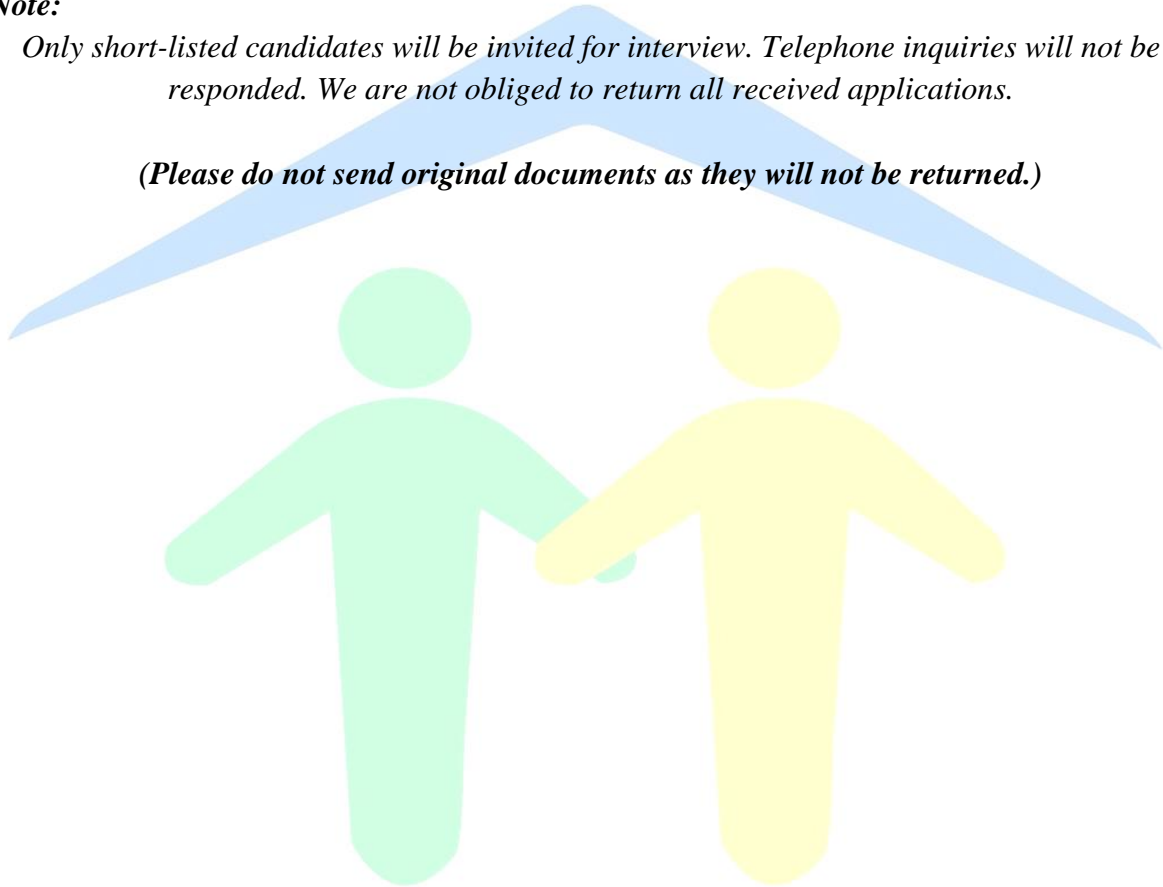 Note:
Only short-listed candidates will be invited for interview. Telephone inquiries will not be
responded. We are not obliged to return all received applications.
(Please do not send original documents as they will not be returned.)